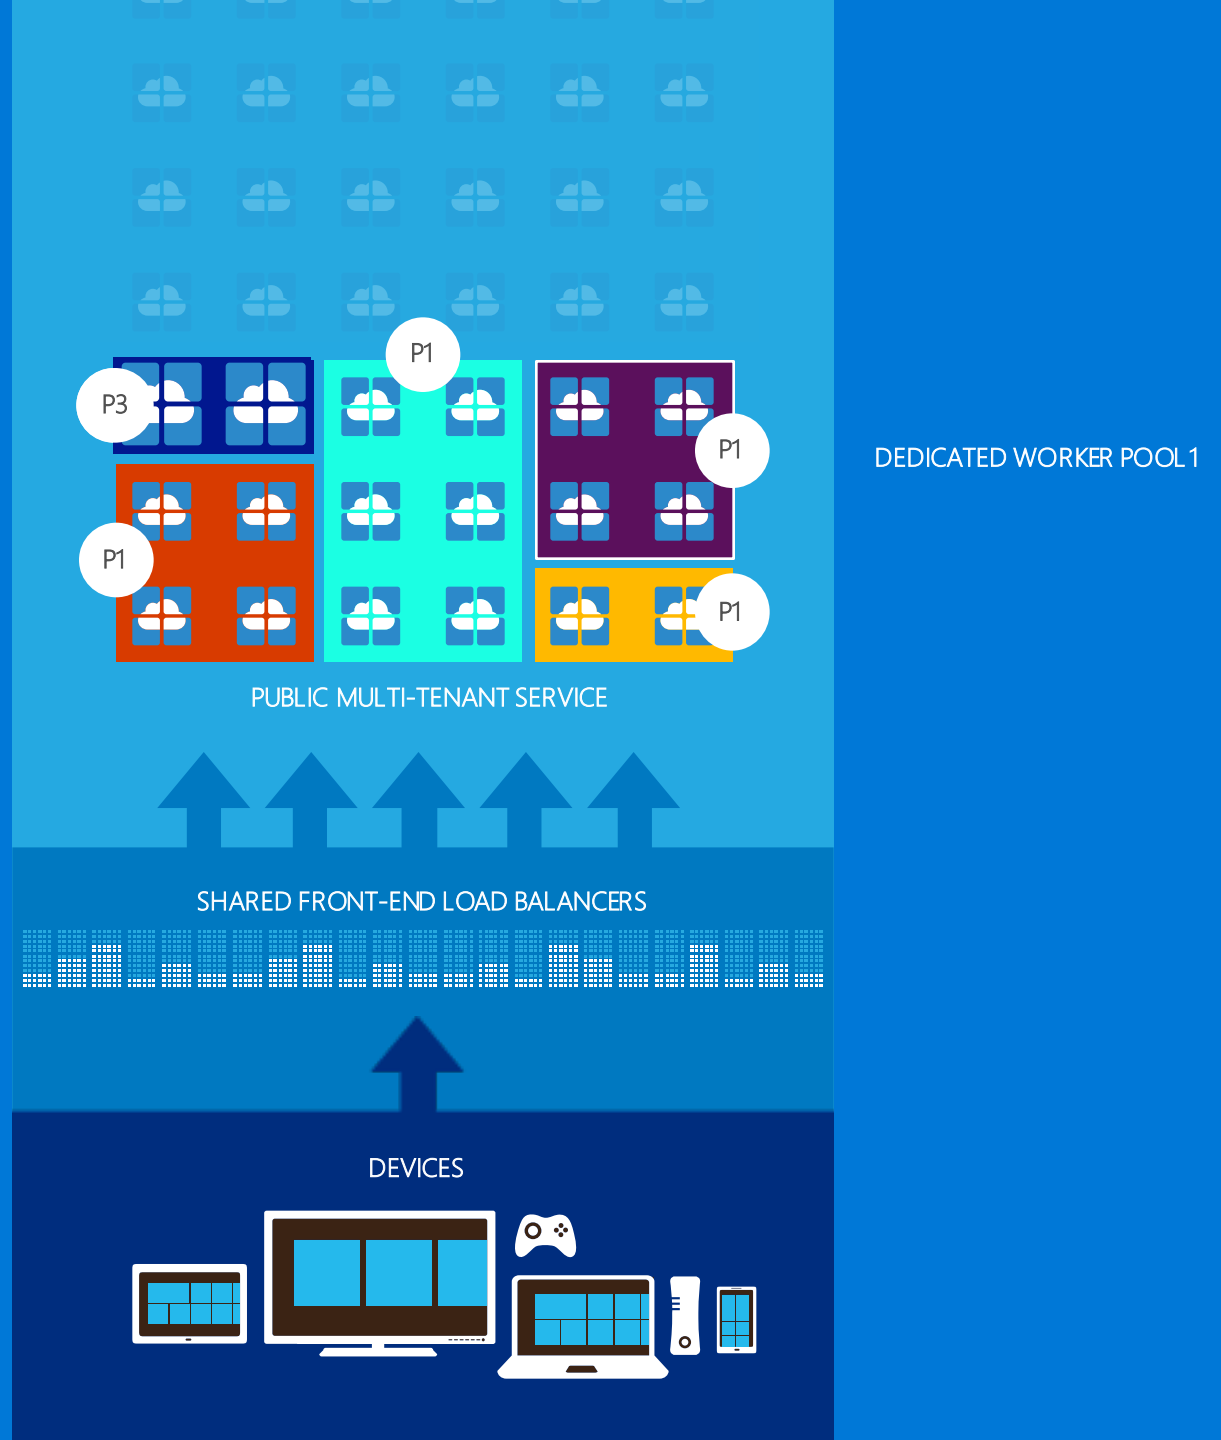 P1
P3
P1
DEDICATED WORKER POOL 1
P1
P1
PUBLIC MULTI-TENANT SERVICE
SHARED FRONT-END LOAD BALANCERS
DEVICES